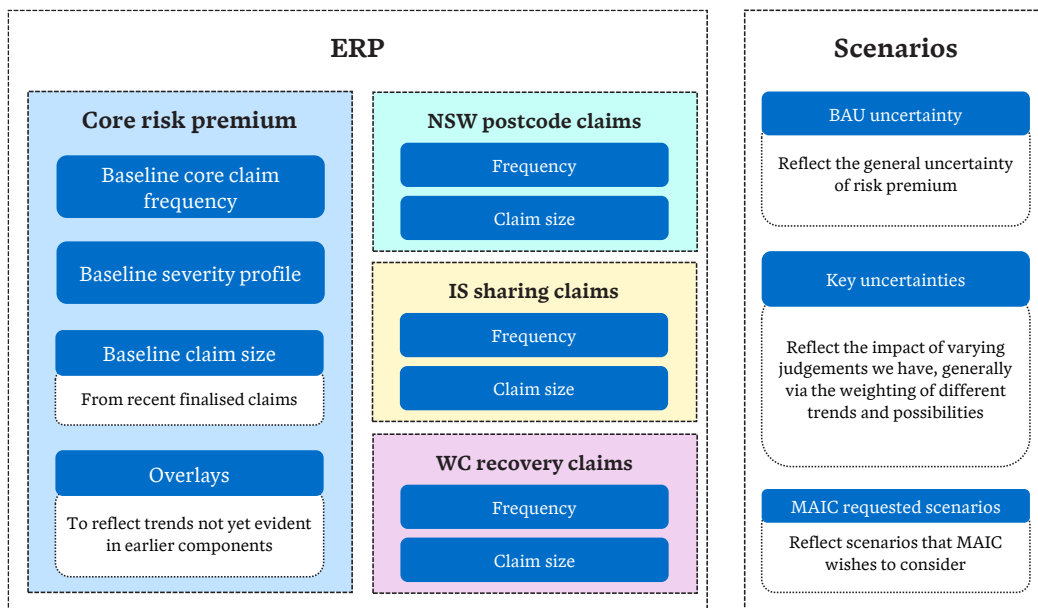 ERP
Core risk premium
Baseline core claim
frequency
Baseline severity profile
Baseline claim size
From recent finalised claims
Overlays
To reflect trends not yet evident
in earlier components
NSW postcode claims
Frequency
Claim size
IS sharing claims
Frequency
Claim size
WC recovery claims
Frequency
Claim size
Scenarios
BAU uncertainty
Reflect the general uncertainty
of risk premium
Key uncertainties
Reflect the impact of varying
judgements we have, generally
via the weighting of different
trends and possibilities
MAIC requested scenarios
Reflect scenarios that MAIC
wishes to consider